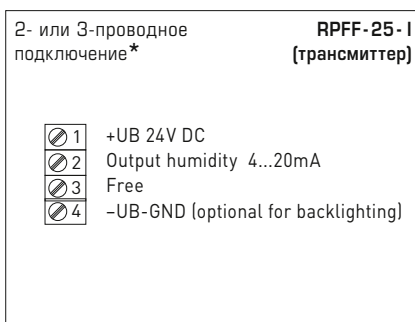 2- или 3-проводное
подключение*
RPFF-25-I
(трансмиттер)
1 +UB 24V DC
2 Output humidity 4...20mA
3 Free
4 –UB-GND (optional for backlighting)